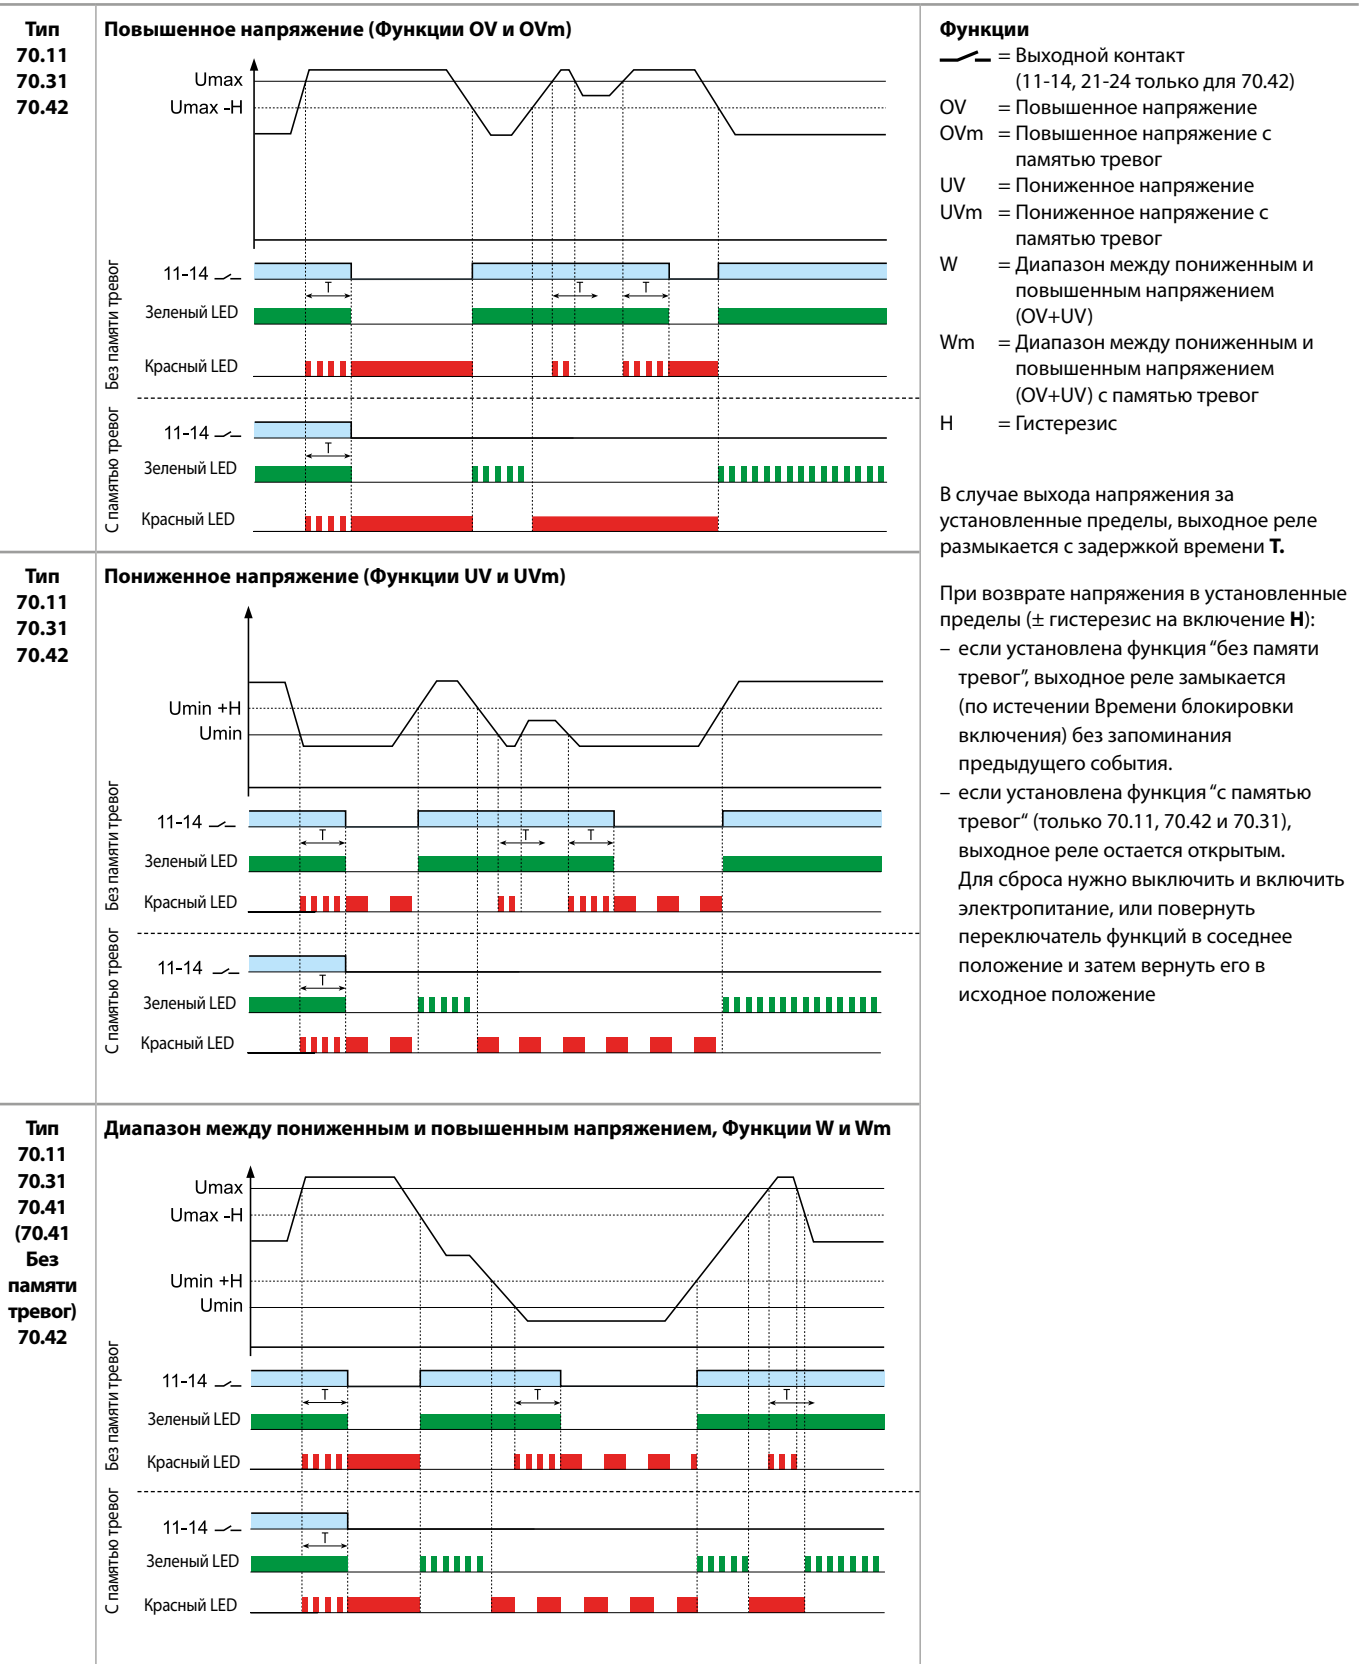 Тип
70.11
70.31
70.42
Повышенное напряжение (Функции OV и OVm)
Umax
Umax -H
Без памяти тревог
11-14
T
T
T
Зеленый LED
Красный LED
С памятью тревог
11-14
T
Зеленый LED
Красный LED
Тип
70.11
70.31
70.42
Пониженное напряжение (Функции UV и UVm)
Umin +H
Umin
Без памяти тревог
11-14
T
T
T
Зеленый LED
Красный LED
С памятью тревог
11-14
T
Зеленый LED
Красный LED
Тип
70.11
70.31
70.41
(70.41
Без
памяти
тревог)
70.42
Диапазон между пониженным и повышенным напряжением, Функции W и Wm
Umax
Umax -H
Umin +H
Umin
Без памяти тревог
11-14
T
T
T
Зеленый LED
Красный LED
С памятью тревог
11-14
T
Зеленый LED
Красный LED
Функции
= Выходной контакт
(11-14, 21-24 только для 70.42)
OV = Повышенное напряжение
OVm = Повышенное напряжение с
памятью тревог
UV = Пониженное напряжение
UVm = Пониженное напряжение с
памятью тревог
W = Диапазон между пониженным и
повышенным напряжением
(OV+UV)
Wm = Диапазон между пониженным и
повышенным напряжением
(OV+UV) с памятью тревог
H = Гистерезис
В случае выхода напряжения за
установленные пределы, выходное реле
размыкается с задержкой времени T.
При возврате напряжения в установленные
пределы (± гистерезис на включение H):
– если установлена функция “без памяти
тревог”, выходное реле замыкается
(по истечении Времени блокировки
включения) без запоминания
предыдущего события.
– если установлена функция “с памятью
тревог“ (только 70.11, 70.42 и 70.31),
выходное реле остается открытым.
Для сброса нужно выключить и включить
электропитание, или повернуть
переключатель функций в соседнее
положение и затем вернуть его в
исходное положение